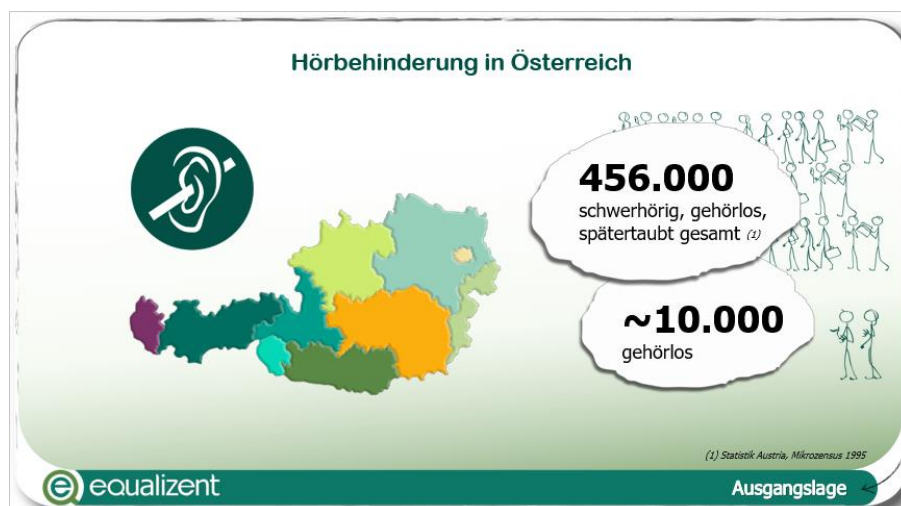 Hörbehinderung in Österreich
456.000
schwerhörig, gehörlos,
spätertaubt gesamt (1)
~10.000
gehörlos
(1) Statistik Austria, Mikrozensus 1995
e equalizent
Ausgangslage